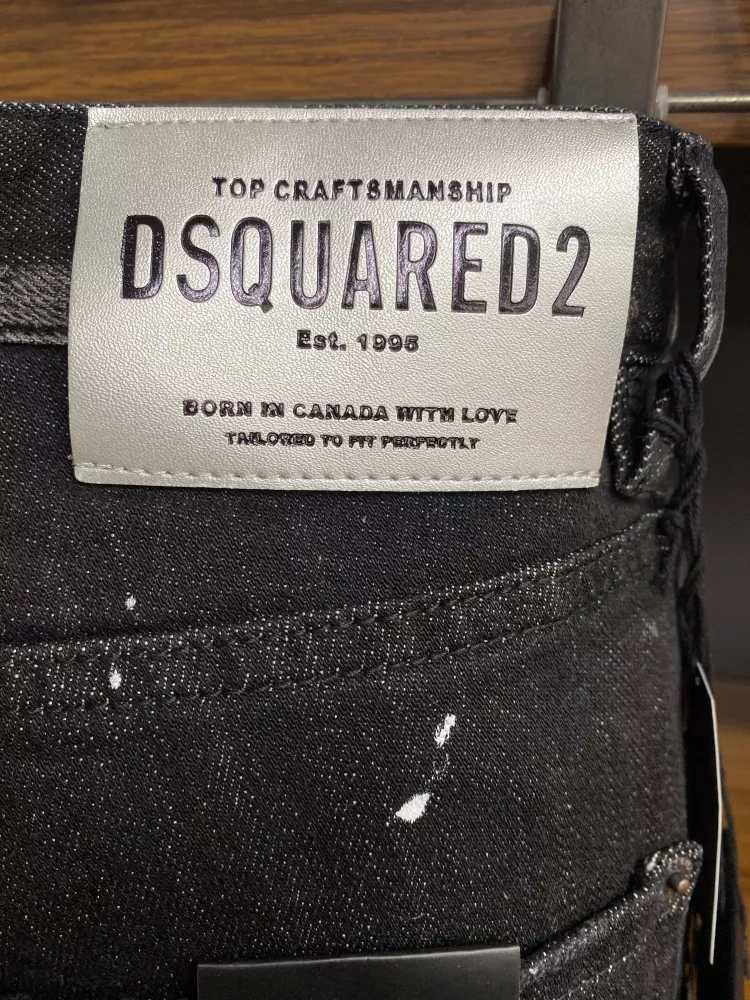 TOP CRAFTSMANSHIP
DSQUARED2
Est. 1995
BORN IN CANADA WITH LOVE
TAILORED TO FIT PERFECTLY